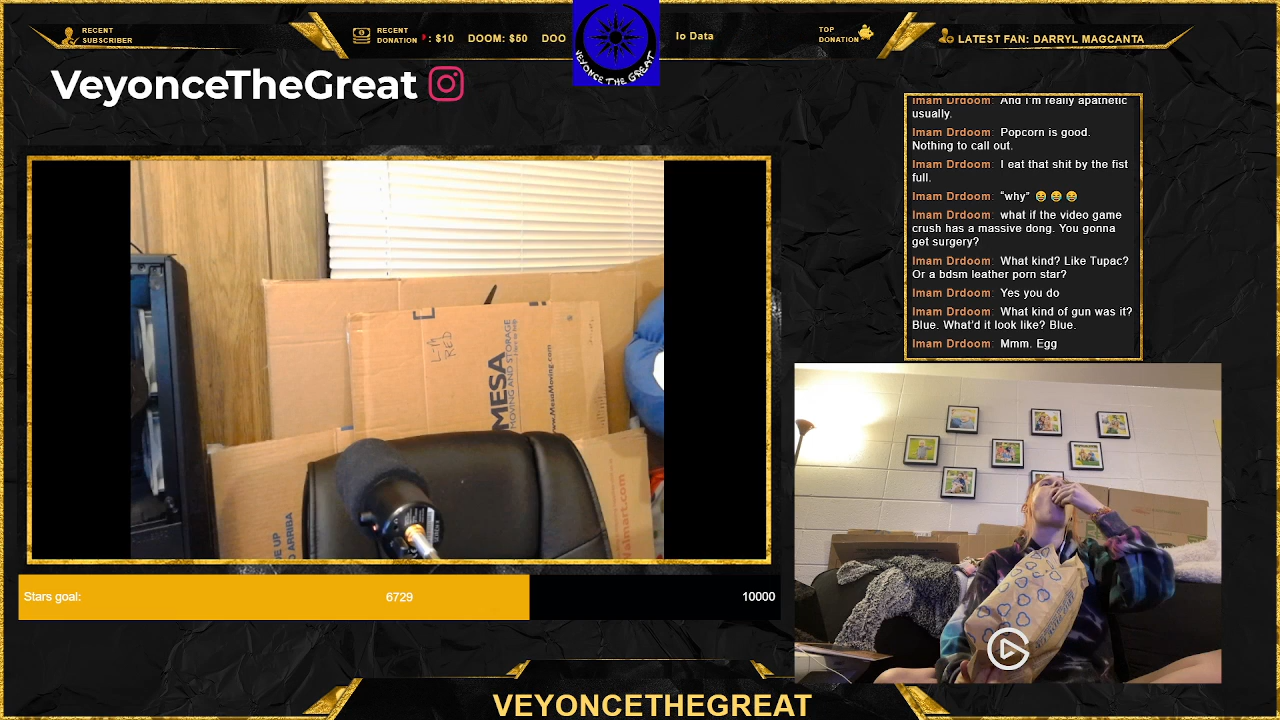 RECENT
SUBSCRIBER
RECENT
DONATION : $10 DOOM: $50 DOO
VEYONCE THE GREAT
Io Data
TOP
DONATION
LATEST FAN: DARRYL MAGCANTA
VeyonceTheGreat
Imam Drdoom: And I'm really apathetic
usually.
Imam Drdoom: Popcorn is good.
Nothing to call out.
Imam Drdoom: I eat that shit by the fist
full.
Imam Drdoom: “why” 😂 😂 😂
Imam Drdoom: what if the video game
crush has a massive dong. You gonna
get surgery?
Imam Drdoom: What kind? Like Tupac?
Or a bdsm leather porn star?
Imam Drdoom: Yes you do
Imam Drdoom: What kind of gun was it?
Blue. What'd it look like? Blue.
Imam Drdoom: Mmm. Egg
RED
MESA
MOVING AND STORAGE
www.MesaMoving.com
ARRIBA
Walmart.com
Stars goal: 6729 10000
VEYONCETHEGREAT